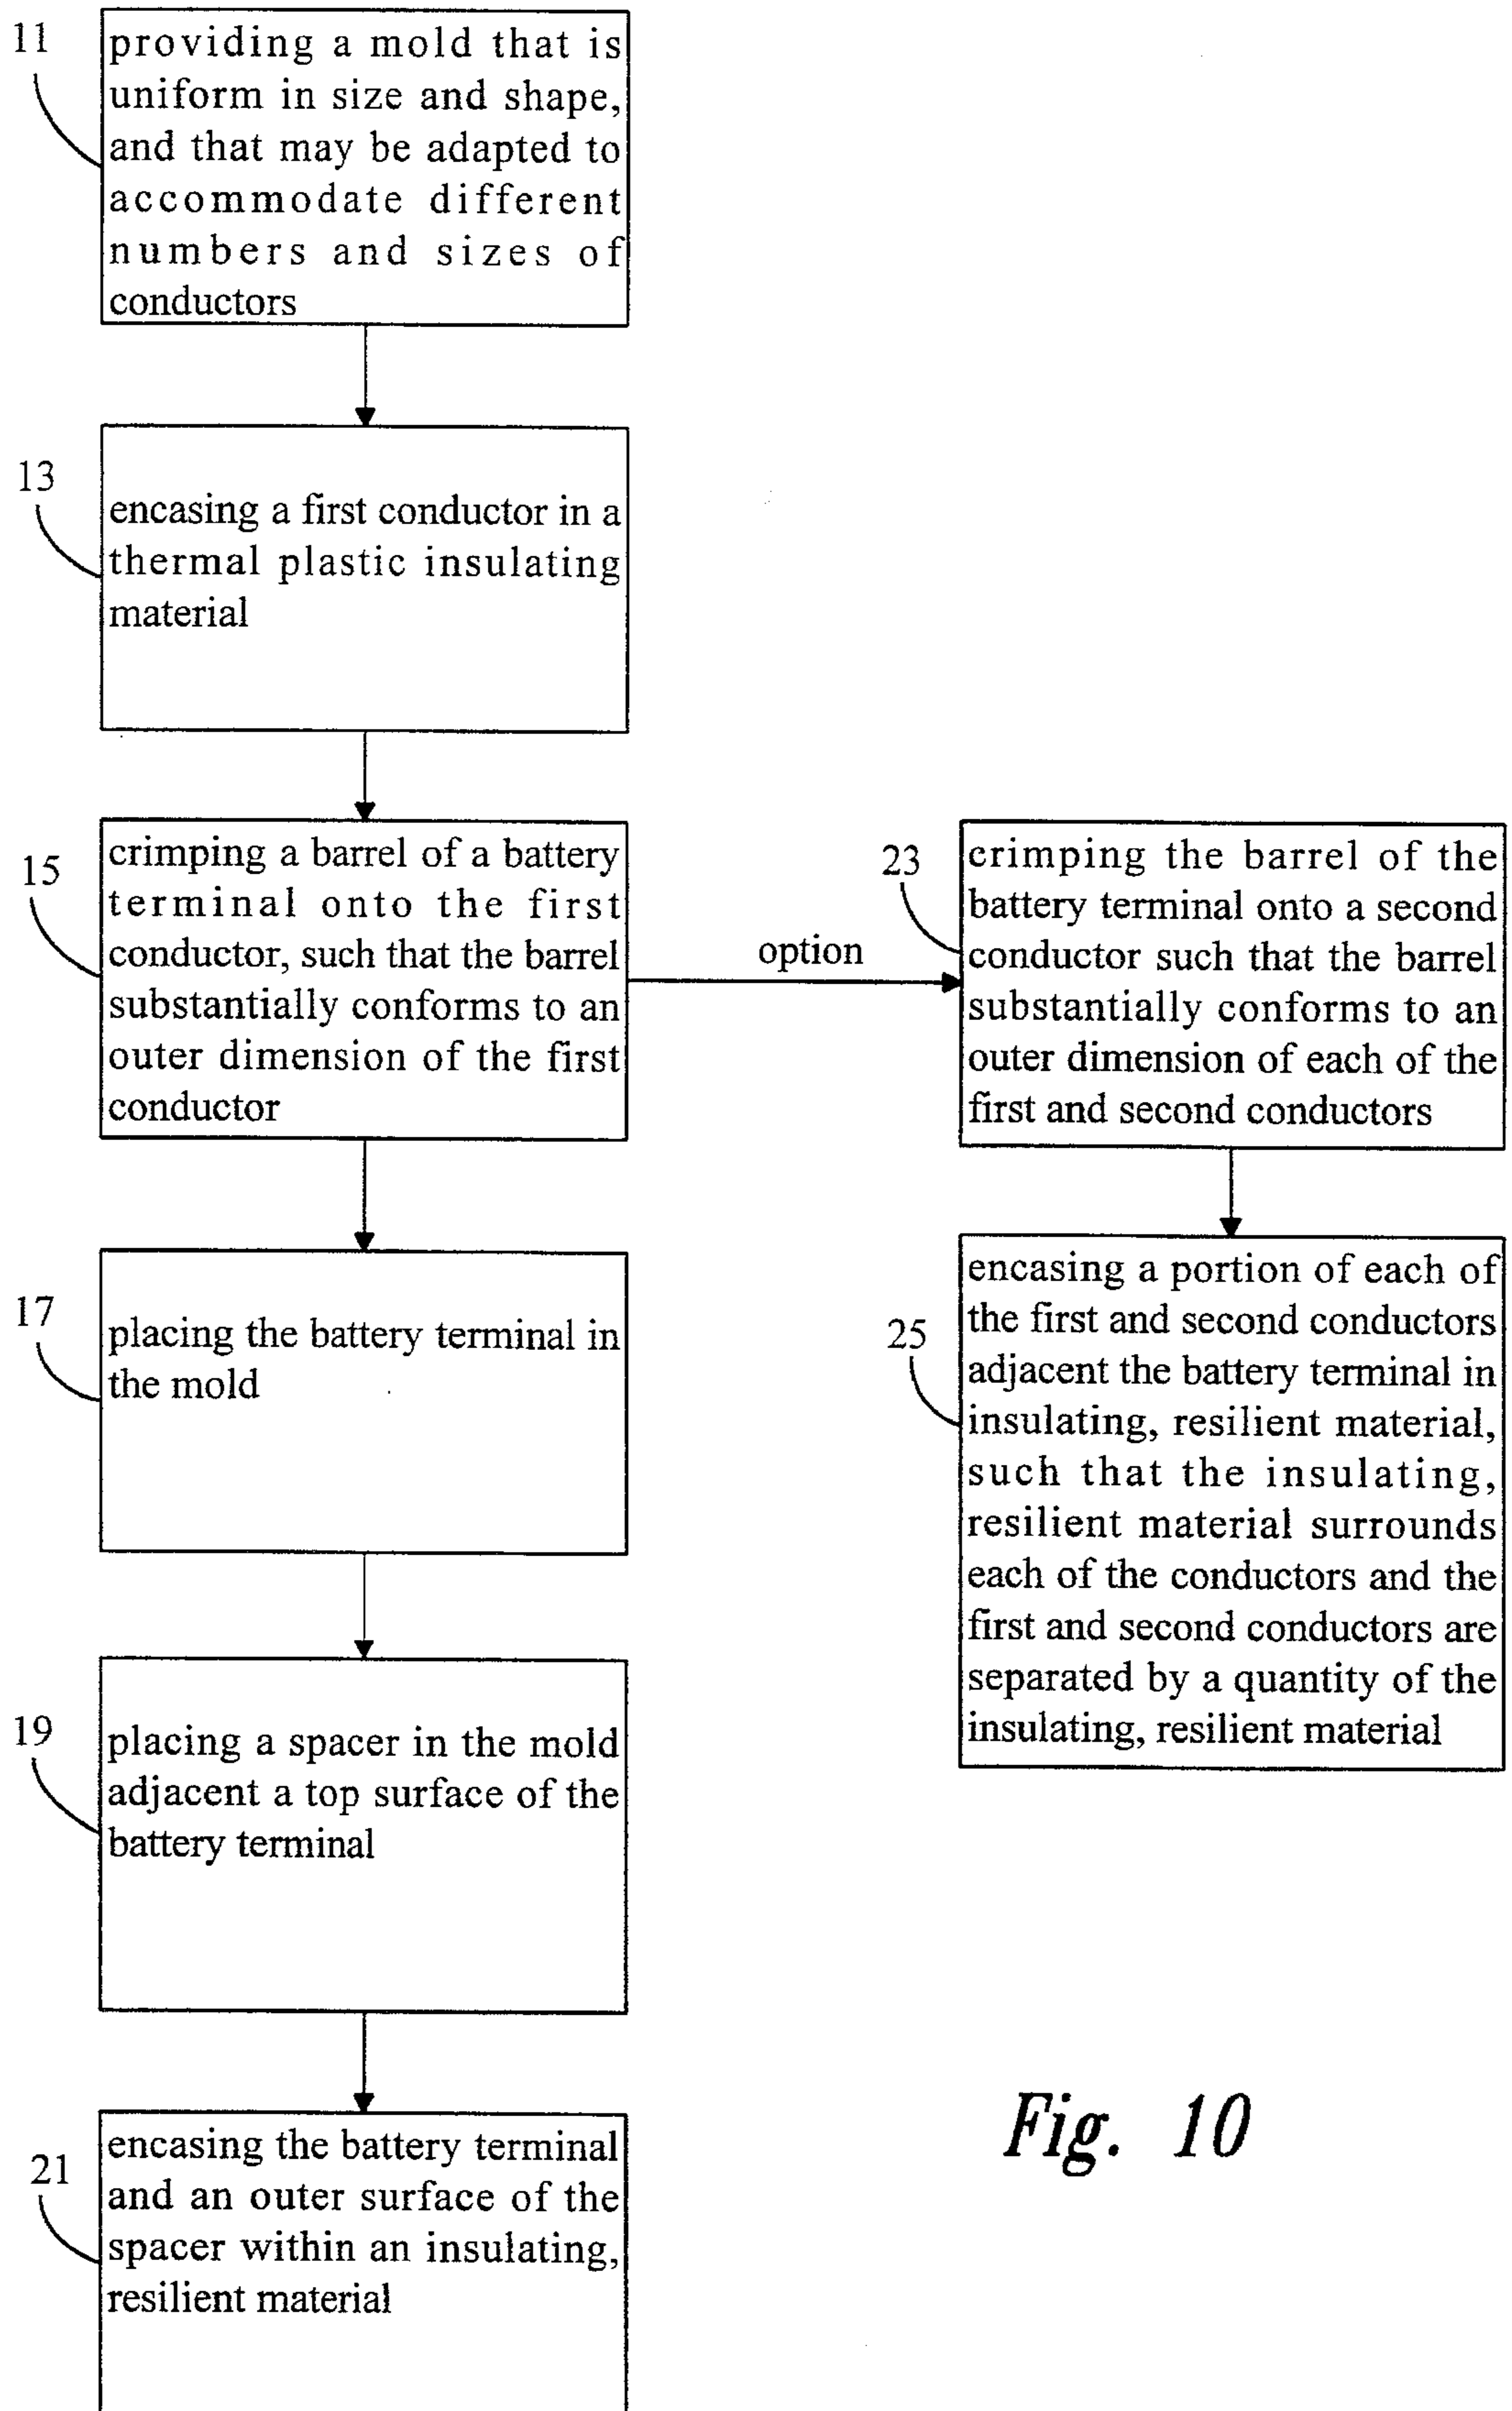 11
providing a mold that is
uniform in size and shape,
and that may be adapted to
accommodate different
numbers and sizes of
conductors
13
encasing a first conductor in a
thermal plastic insulating
material
15
crimping a barrel of a battery
terminal onto the first
conductor, such that the barrel
substantially conforms to an
outer dimension of the first
conductor
option
23
crimping the barrel of the
battery terminal onto a second
conductor such that the barrel
substantially conforms to an
outer dimension of each of the
first and second conductors
17
placing the battery terminal in
the mold
25
encasing a portion of each of
the first and second conductors
adjacent the battery terminal in
insulating, resilient material,
such that the insulating,
resilient material surrounds
each of the conductors and the
first and second conductors are
separated by a quantity of the
insulating, resilient material
19
placing a spacer in the mold
adjacent a top surface of the
battery terminal
21
encasing the battery terminal
and an outer surface of the
spacer within an insulating,
resilient material
Fig. 10